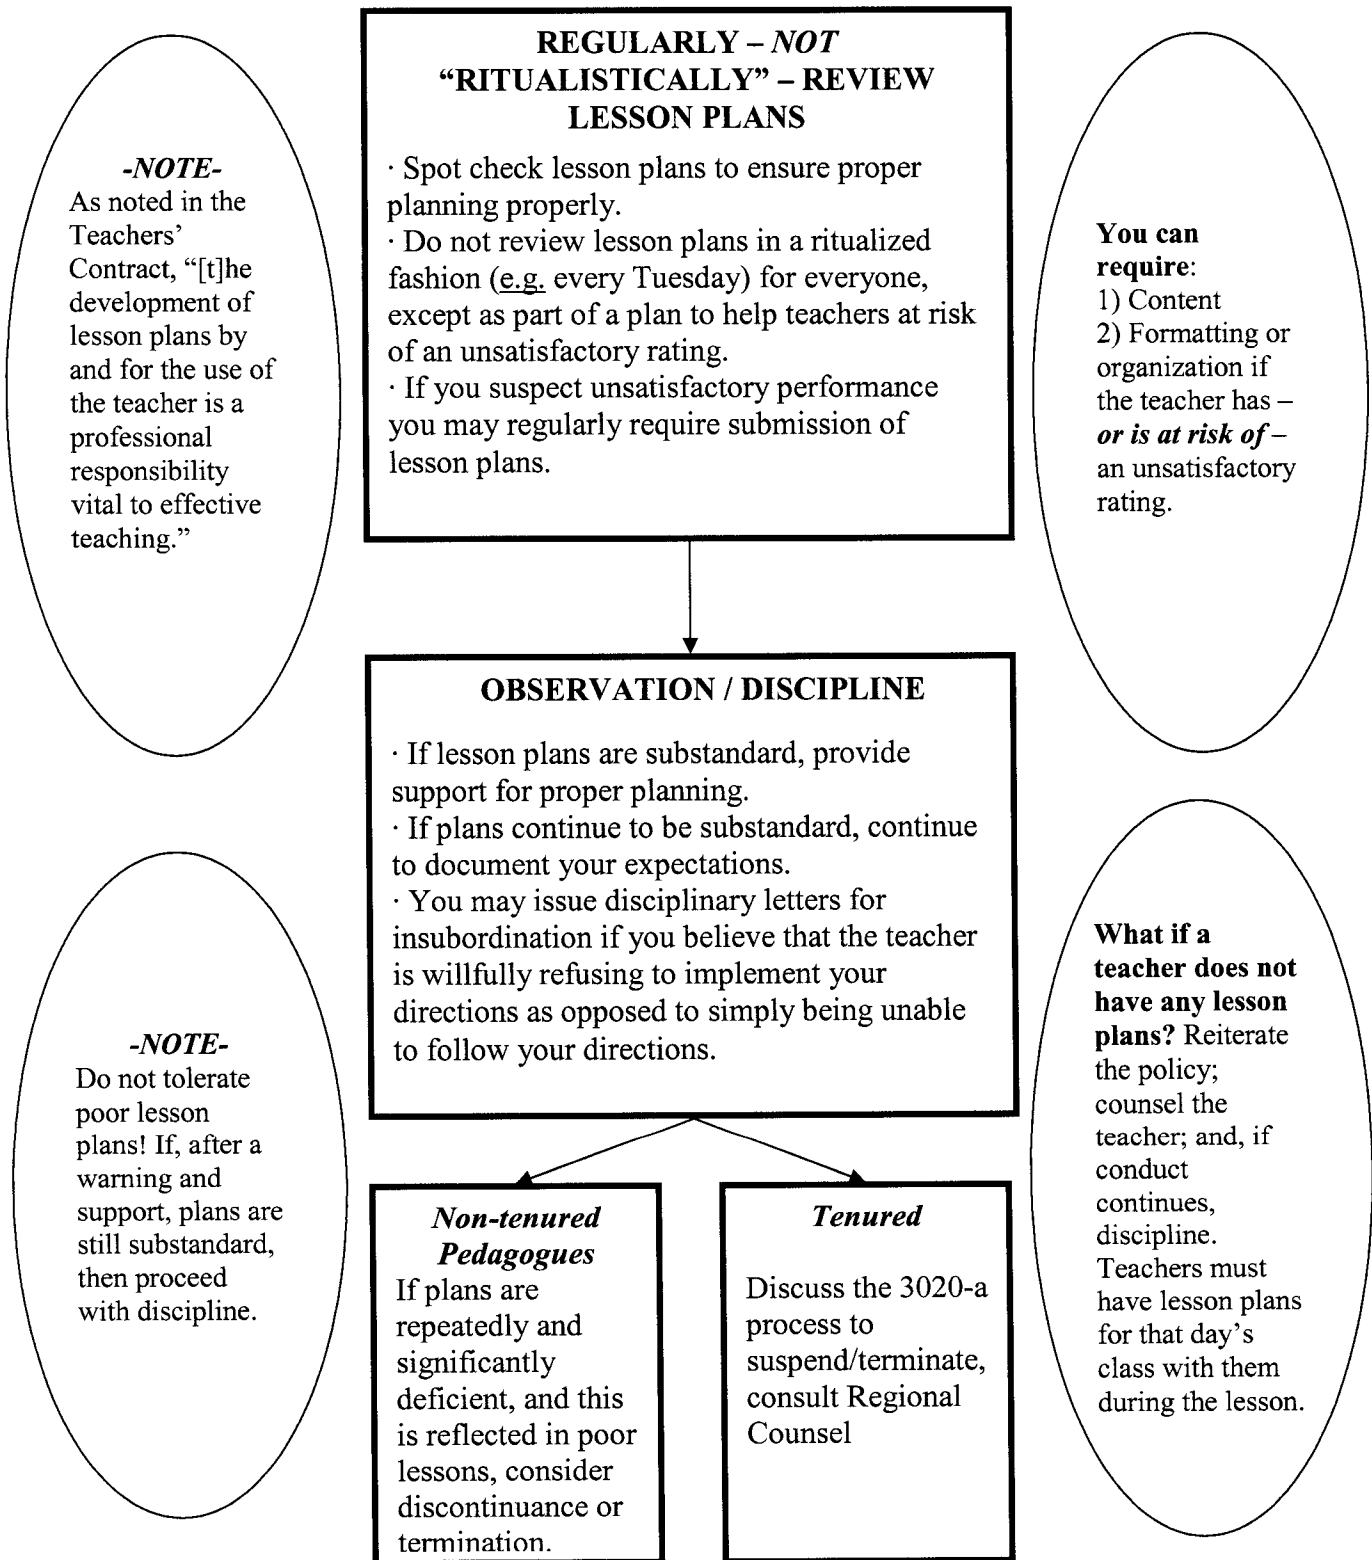 REGULARLY – NOT
“RITUALISTICALLY” – REVIEW
LESSON PLANS
· Spot check lesson plans to ensure proper
planning properly.
· Do not review lesson plans in a ritualized
fashion (e.g. every Tuesday) for everyone,
except as part of a plan to help teachers at risk
of an unsatisfactory rating.
· If you suspect unsatisfactory performance
you may regularly require submission of
lesson plans.
-NOTE-
As noted in the
Teachers’
Contract, “[t]he
development of
lesson plans by
and for the use of
the teacher is a
professional
responsibility
vital to effective
teaching.”
You can
require:
1) Content
2) Formatting or
organization if
the teacher has –
or is at risk of –
an unsatisfactory
rating.
OBSERVATION / DISCIPLINE
· If lesson plans are substandard, provide
support for proper planning.
· If plans continue to be substandard, continue
to document your expectations.
· You may issue disciplinary letters for
insubordination if you believe that the teacher
is willfully refusing to implement your
directions as opposed to simply being unable
to follow your directions.
-NOTE-
Do not tolerate
poor lesson
plans! If, after a
warning and
support, plans are
still substandard,
then proceed
with discipline.
What if a
teacher does not
have any lesson
plans? Reiterate
the policy;
counsel the
teacher; and, if
conduct
continues,
discipline.
Teachers must
have lesson plans
for that day’s
class with them
during the lesson.
Non-tenured
Pedagogues
If plans are
repeatedly and
significantly
deficient, and this
is reflected in poor
lessons, consider
discontinuance or
termination.
Tenured
Discuss the 3020-a
process to
suspend/terminate,
consult Regional
Counsel